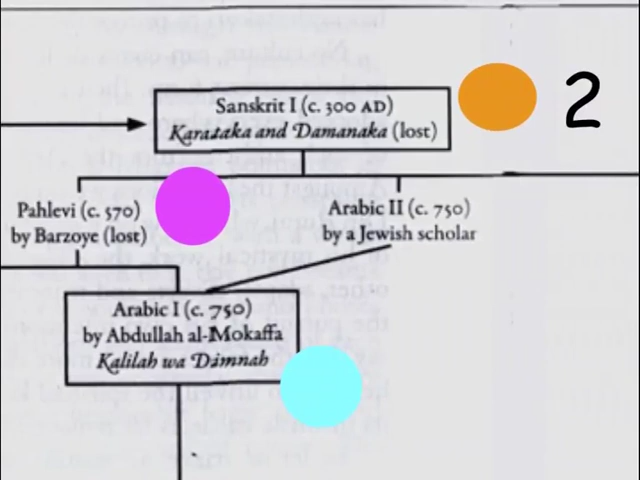 2
Sanskrit I (c. 300 AD)
Karataka and Damanaka (lost)
Pahlevi (c. 570)
by Barzoye (lost)
Arabic II (c. 750)
by a Jewish scholar
Arabic I (c. 750)
by Abdullah al-Mokaffa
Kalilah wa Dimnah